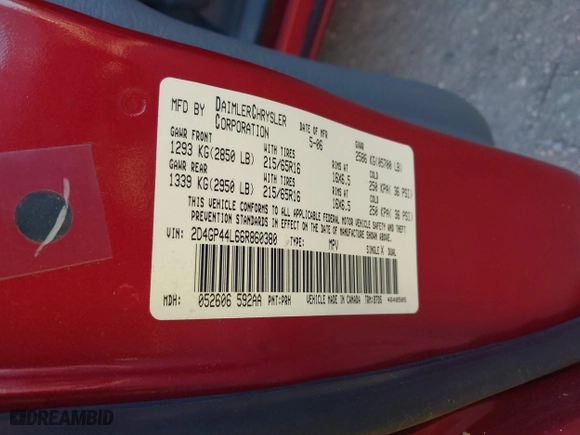 MFD BY DAIMLERCHRYSLER CORPORATION
DATE OF MFR 5-06
GVWR 2586 KG(05700 LB)
GAWR FRONT WITH TIRES RIMS AT COLD
1293 KG(2850 LB) 215/65R16 16X6.5 250 KPA( 36 PSI)
GAWR REAR WITH TIRES RIMS AT COLD
1339 KG(2950 LB) 215/65R16 16X6.5 250 KPA( 36 PSI)
THIS VEHICLE CONFORMS TO ALL APPLICABLE FEDERAL MOTOR VEHICLE SAFETY AND THEFT
PREVENTION STANDARDS IN EFFECT ON THE DATE OF MANUFACTURE SHOWN ABOVE.
VIN: 2D4GP44L66R860380 TYPE: MPV SINGLE X DUAL
MDH: 052606 592AA PNT:PRH VEHICLE MADE IN CANADA
DREAMBID